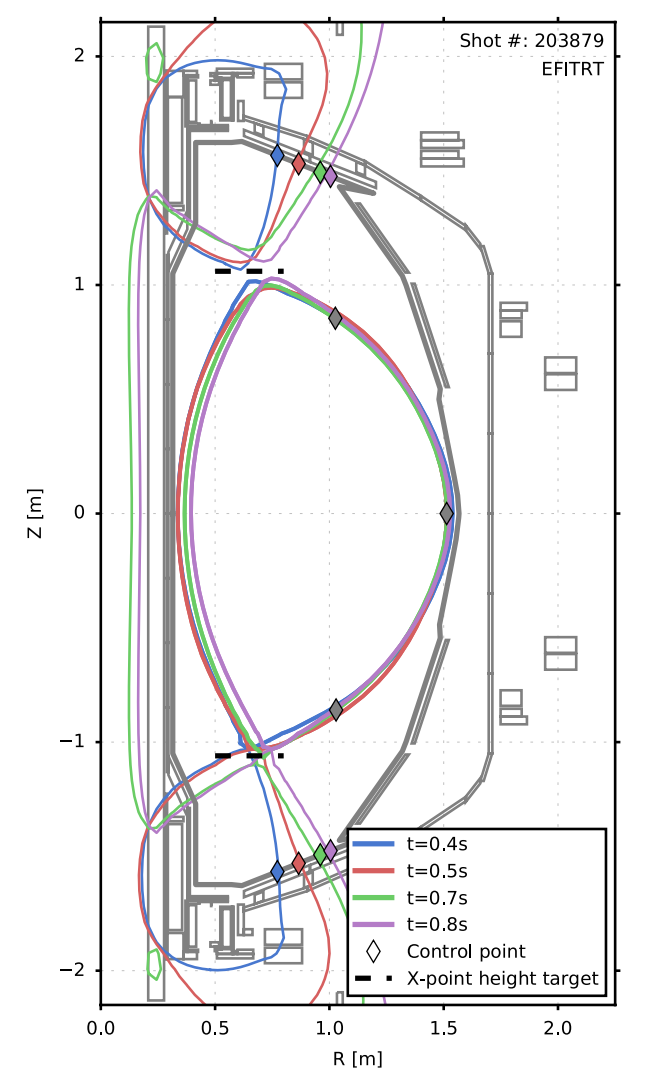 Shot #: 203879
EFITRT
2
1
0
−1
−2
Z [m]
t=0.4s
t=0.5s
t=0.7s
t=0.8s
Control point
X-point height target
0.0 0.5 1.0 1.5 2.0
R [m]